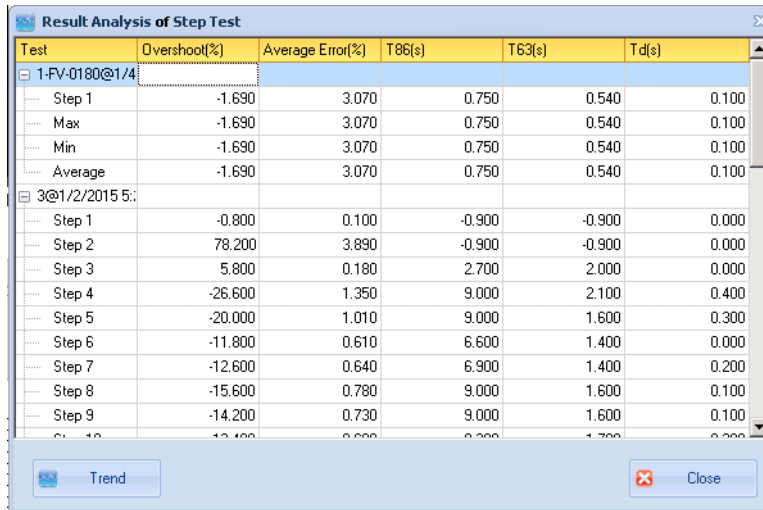 Result Analysis of Step Test
Test Overshoot(%) Average Error(%) T86(s) T63(s) Td(s)
1-FV-0180@1/4
Step 1 -1.690 3.070 0.750 0.540 0.100
Max -1.690 3.070 0.750 0.540 0.100
Min -1.690 3.070 0.750 0.540 0.100
Average -1.690 3.070 0.750 0.540 0.100
3@1/2/2015 5:
Step 1 -0.800 0.100 -0.900 -0.900 0.000
Step 2 78.200 3.890 -0.900 -0.900 0.000
Step 3 5.800 0.180 2.700 2.000 0.000
Step 4 -26.600 1.350 9.000 2.100 0.400
Step 5 -20.000 1.010 9.000 1.600 0.300
Step 6 -11.800 0.610 6.600 1.400 0.000
Step 7 -12.600 0.640 6.900 1.400 0.200
Step 8 -15.600 0.780 9.000 1.600 0.100
Step 9 -14.200 0.730 9.000 1.600 0.100
Trend Close